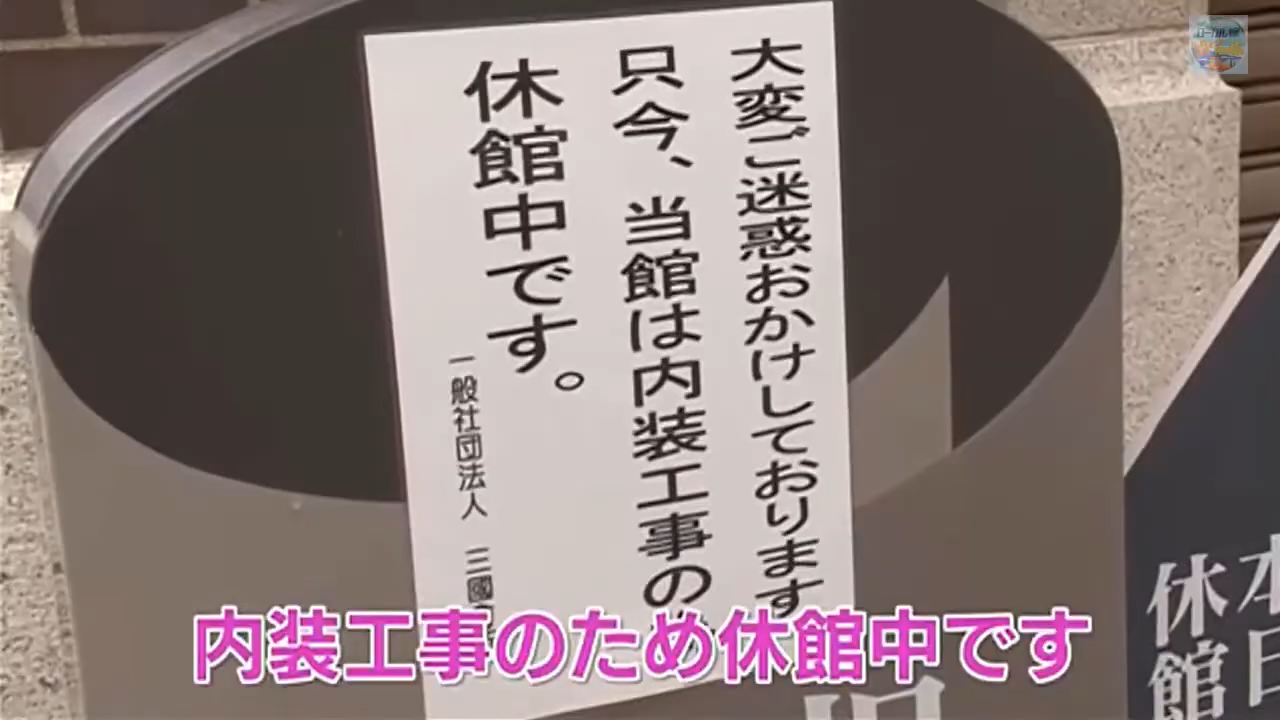 大変ご迷惑おかけしております
只今、当館は内装工事の
休館中です。
一般社団法人 三國
内装工事のため休館中です
本日
休館